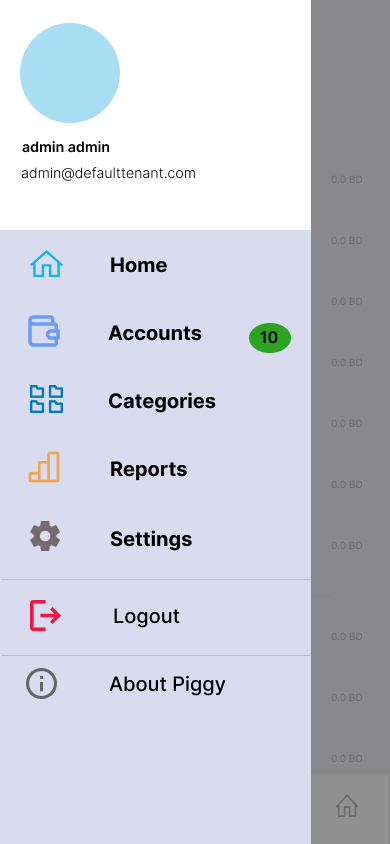 admin admin
admin@defaulttenant.com
Home
Accounts
10
Categories
Reports
Settings
Logout
About Piggy
0.0 BD
0.0 BD
0.0 BD
0.0 BD
0.0 BD
0.0 BD
0.0 BD
0.0 BD
0.0 BD
0.0 BD